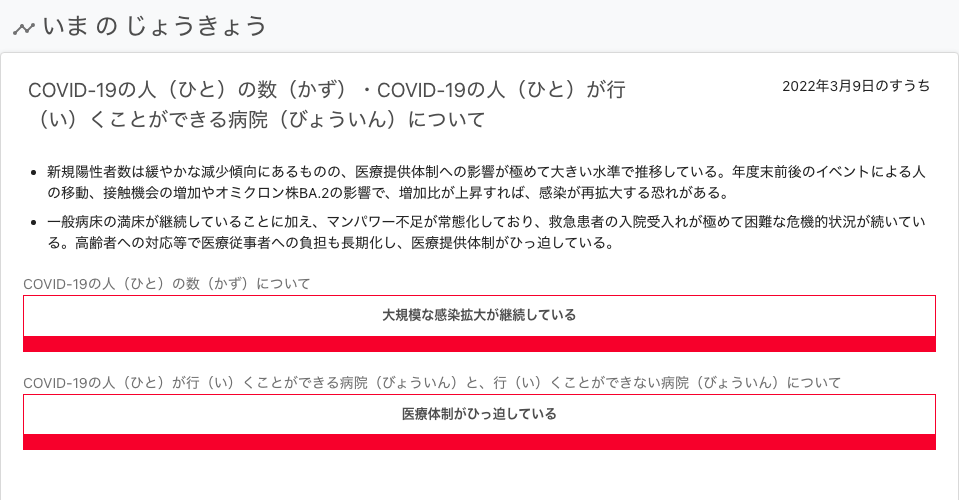 いま の じょうきょう
COVID-19の人（ひと）の数（かず）・COVID-19の人（ひと）が行
（い）くことができる病院（びょういん）について
2022年3月9日のすうち
• 新規陽性者数は緩やかな減少傾向にあるものの、医療提供体制への影響が極めて大きい水準で推移している。年度末前後のイベントによる人
の移動、接触機会の増加やオミクロン株BA.2の影響で、増加比が上昇すれば、感染が再拡大する恐れがある。
• 一般病床の満床が継続していることに加え、マンパワー不足が常態化しており、救急患者の入院受入れが極めて困難な危機的状況が続いてい
る。高齢者への対応等で医療従事者への負担も長期化し、医療提供体制がひっ迫している。
COVID-19の人（ひと）の数（かず）について
大規模な感染拡大が継続している
COVID-19の人（ひと）が行（い）くことができる病院（びょういん）と、行（い）くことができない病院（びょういん）について
医療体制がひっ迫している